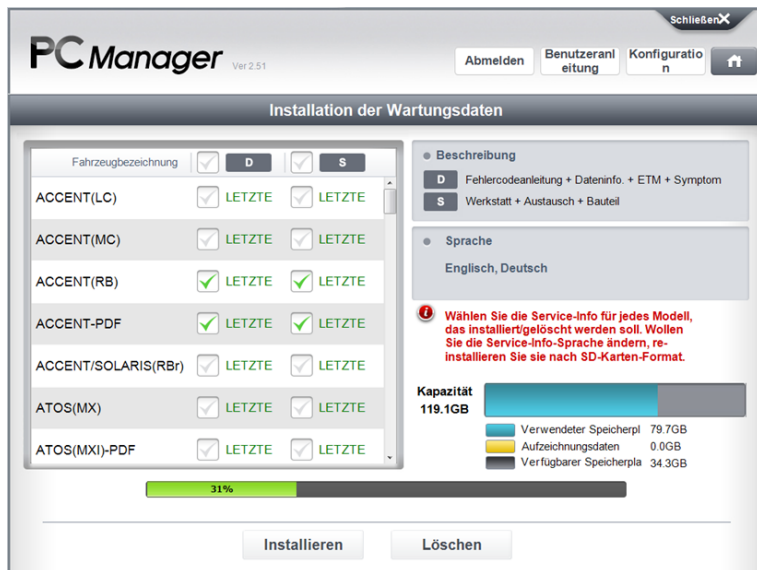 Schließen
PC Manager Ver 2.51
Abmelden
Benutzeranl
eitung
Konfiguratio
n
Installation der Wartungsdaten
Fahrzeugbezeichnung D S
ACCENT(LC) LETZTE LETZTE
ACCENT(MC) LETZTE LETZTE
ACCENT(RB) LETZTE LETZTE
ACCENT-PDF LETZTE LETZTE
ACCENT/SOLARIS(RBr) LETZTE LETZTE
ATOS(MX) LETZTE LETZTE
ATOS(MXI)-PDF LETZTE LETZTE
Beschreibung
D Fehlercodeanleitung + Dateninfo. + ETM + Symptom
S Werkstatt + Austausch + Bauteil
Sprache
Englisch, Deutsch
Wählen Sie die Service-Info für jedes Modell,
das installiert/gelöscht werden soll. Wollen
Sie die Service-Info-Sprache ändern, re-
installieren Sie sie nach SD-Karten-Format.
Kapazität
119.1GB
Verwendeter Speicherpl 79.7GB
Aufzeichnungsdaten 0.0GB
Verfügbarer Speicherpla 34.3GB
31%
Installieren
Löschen